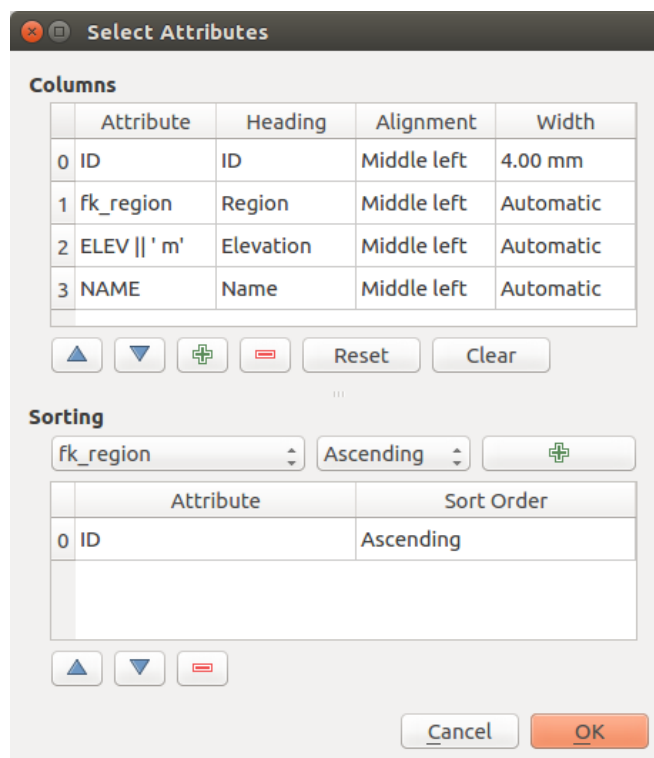 Select Attributes
Columns
Attribute Heading Alignment Width
0 ID ID Middle left 4.00 mm
1 fk_region Region Middle left Automatic
2 ELEV || ' m' Elevation Middle left Automatic
3 NAME Name Middle left Automatic
Reset Clear
Sorting
fk_region Ascending
Attribute Sort Order
0 ID Ascending
Cancel OK